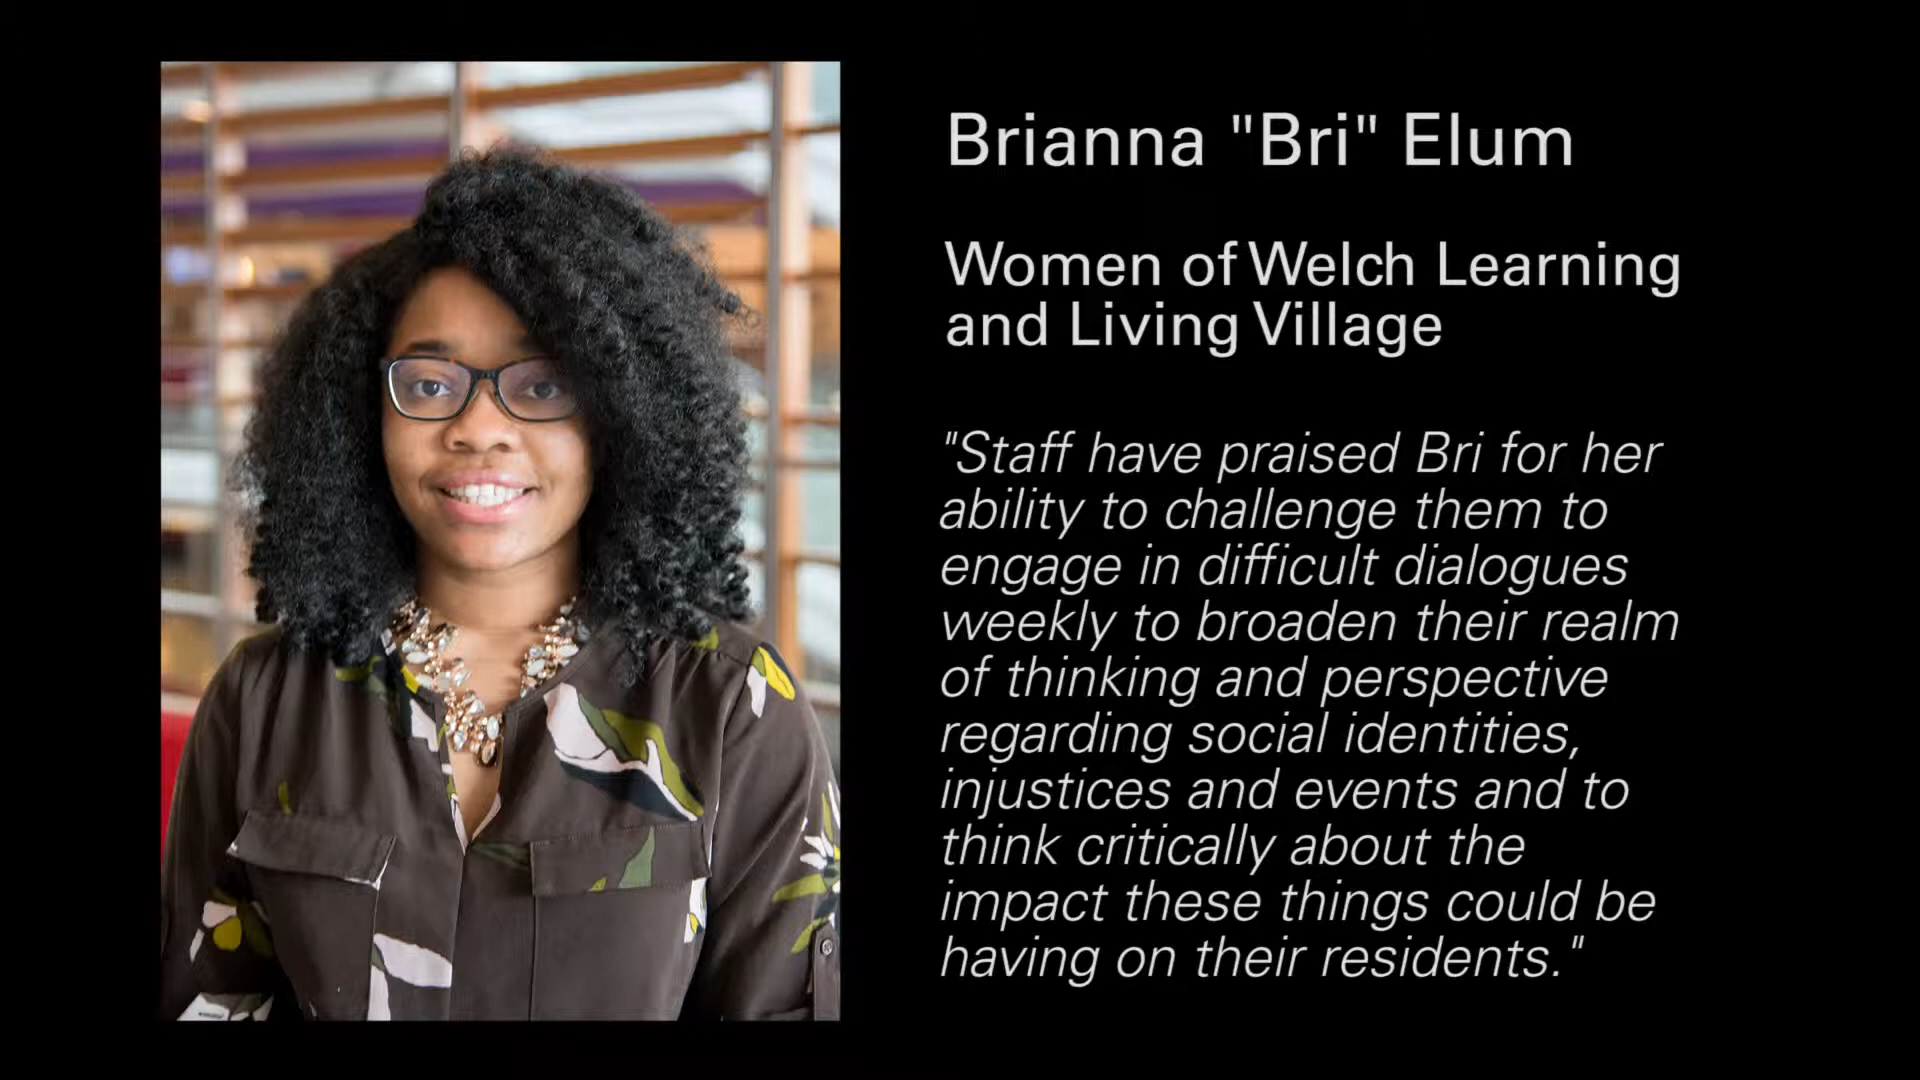 Brianna "Bri" Elum
Women of Welch Learning
and Living Village
"Staff have praised Bri for her
ability to challenge them to
engage in difficult dialogues
weekly to broaden their realm
of thinking and perspective
regarding social identities,
injustices and events and to
think critically about the
impact these things could be
having on their residents."